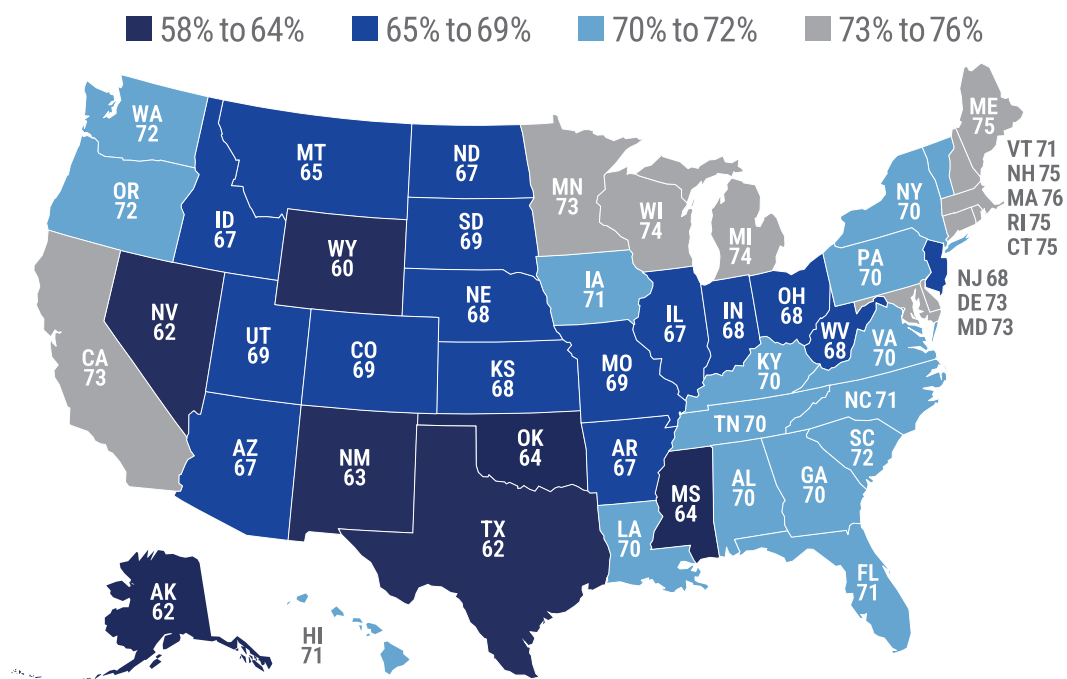 58% to 64% 65% to 69% 70% to 72% 73% to 76%
WA
72
OR
72
CA
73
NV
62
ID
67
MT
65
WY
60
UT
69
CO
69
AZ
67
NM
63
ND
67
SD
69
NE
68
KS
68
OK
64
TX
62
MN
73
IA
71
MO
69
AR
67
LA
70
WI
74
IL
67
MI
74
IN
68
OH
68
KY
70
TN 70
MS
64
AL
70
GA
70
FL
71
SC
72
NC 71
VA
70
WV
68
PA
70
NY
70
ME
75
VT 71
NH 75
MA 76
RI 75
CT 75
NJ 68
DE 73
MD 73
AK
62
HI
71